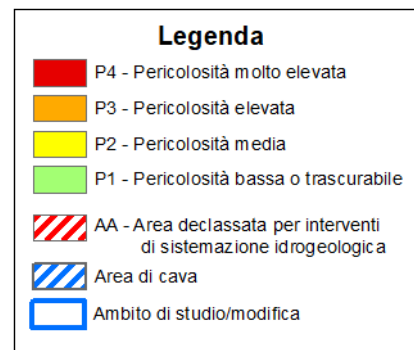 Legenda
P4 - Pericolosità molto elevata
P3 - Pericolosità elevata
P2 - Pericolosità media
P1 - Pericolosità bassa o trascurabile
AA - Area declassata per interventi
di sistemazione idrogeologica
Area di cava
Ambito di studio/modifica